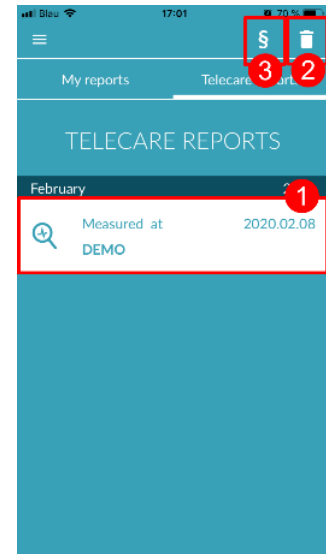 Blau 17:01 70 %
§
3 2
My reports Telecare
TELECARE REPORTS
February
1
Measured at 2020.02.08
DEMO